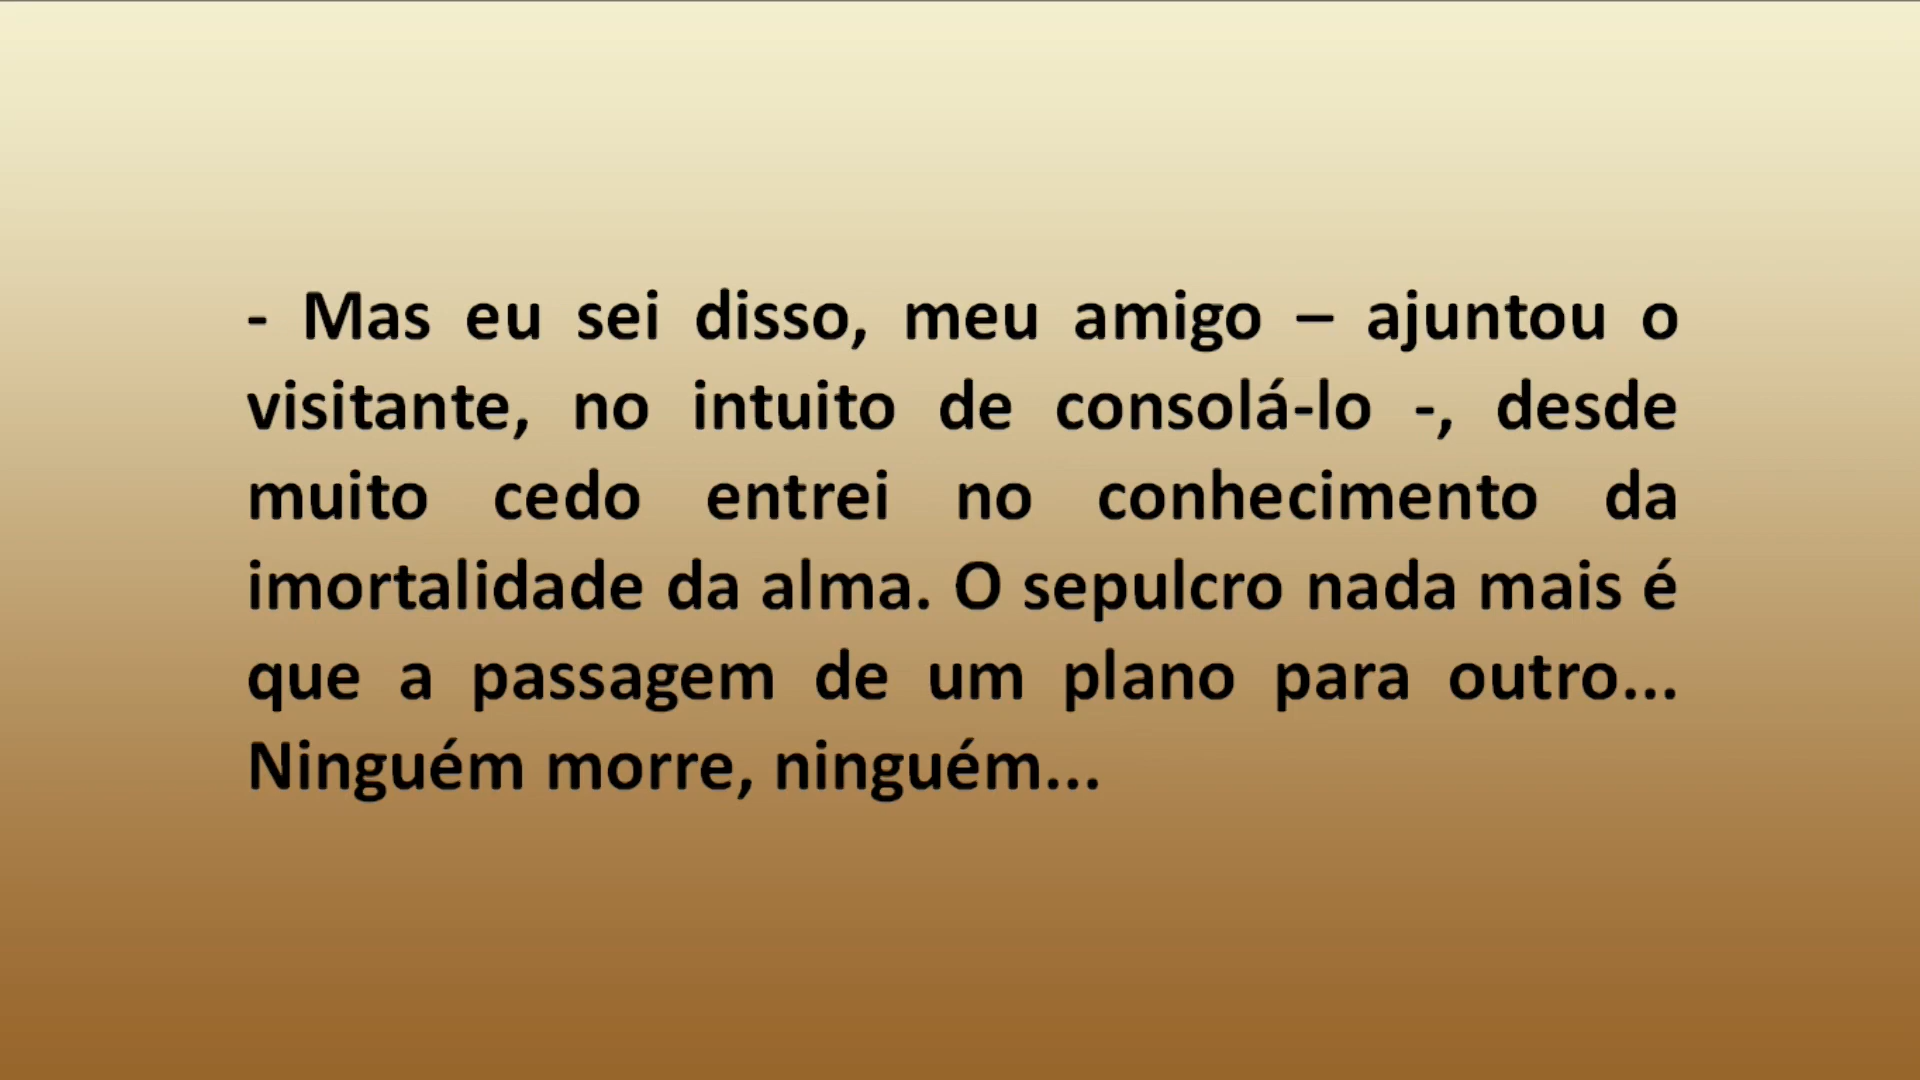 - Mas eu sei disso, meu amigo – ajuntou o
visitante, no intuito de consolá-lo -, desde
muito cedo entrei no conhecimento da
imortalidade da alma. O sepulcro nada mais é
que a passagem de um plano para outro...
Ninguém morre, ninguém...